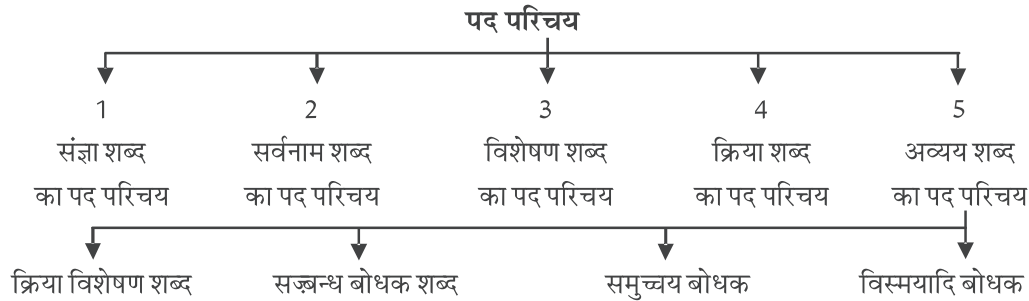 पद परिचय
1 2 3 4 5
संज्ञा शब्द सर्वनाम शब्द विशेषण शब्द क्रिया शब्द अव्यय शब्द
का पद परिचय का पद परिचय का पद परिचय का पद परिचय का पद परिचय
क्रिया विशेषण शब्द सज़्बन्ध बोधक शब्द समुच्चय बोधक विस्मयादि बोधक